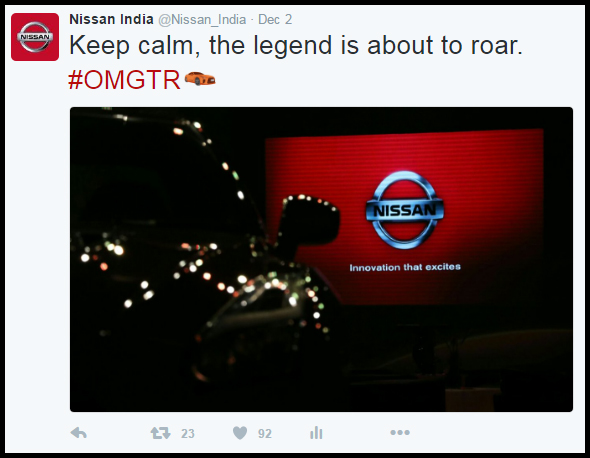 NISSAN
Nissan India @Nissan_India · Dec 2
Keep calm, the legend is about to roar.
#OMGTR
NISSAN
Innovation that excites
23 92